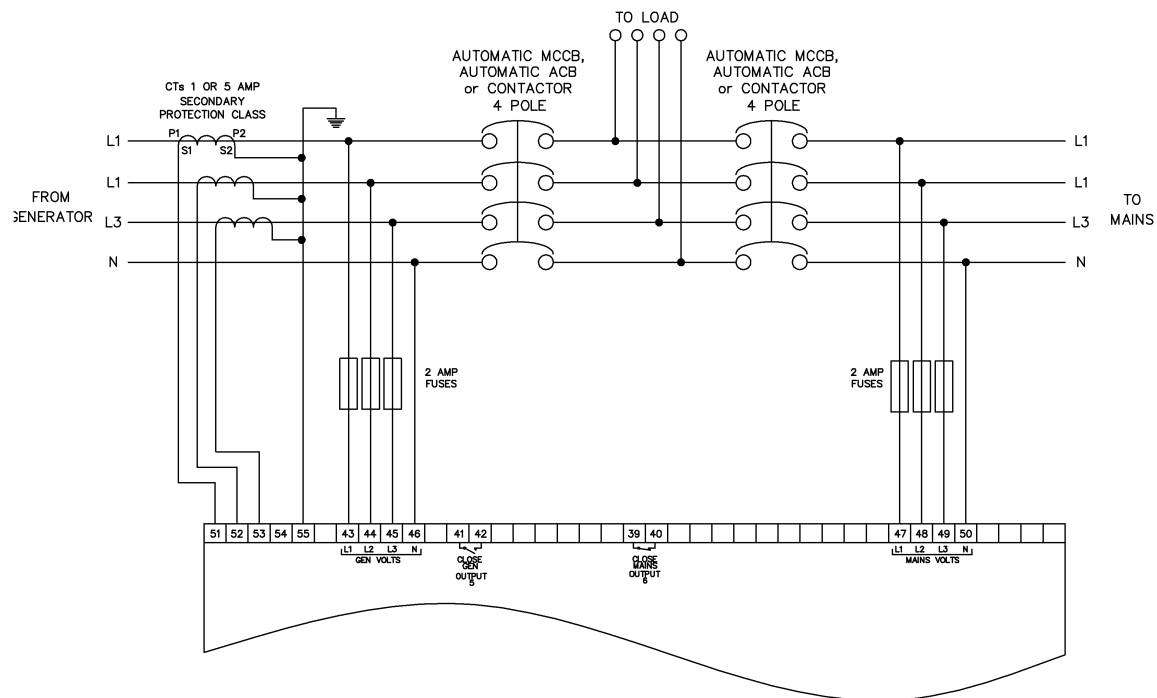 TO LOAD
AUTOMATIC MCCB,
AUTOMATIC ACB
or CONTACTOR
4 POLE
AUTOMATIC MCCB,
AUTOMATIC ACB
or CONTACTOR
4 POLE
CTs 1 OR 5 AMP
SECONDARY
PROTECTION CLASS
P1 P2
S1 S2
L1
L1
L3
N
FROM
GENERATOR
L1
L1
L3
N
TO
MAINS
2 AMP
FUSES
2 AMP
FUSES
51 52 53 54 55 43 44 45 46 41 42 39 40 47 48 49 50
L1 L2 L3 N
GEN VOLTS
CLOSE
GEN
OUTPUT
5
CLOSE
MAINS
OUTPUT
6
L1 L2 L3 N
MAINS VOLTS